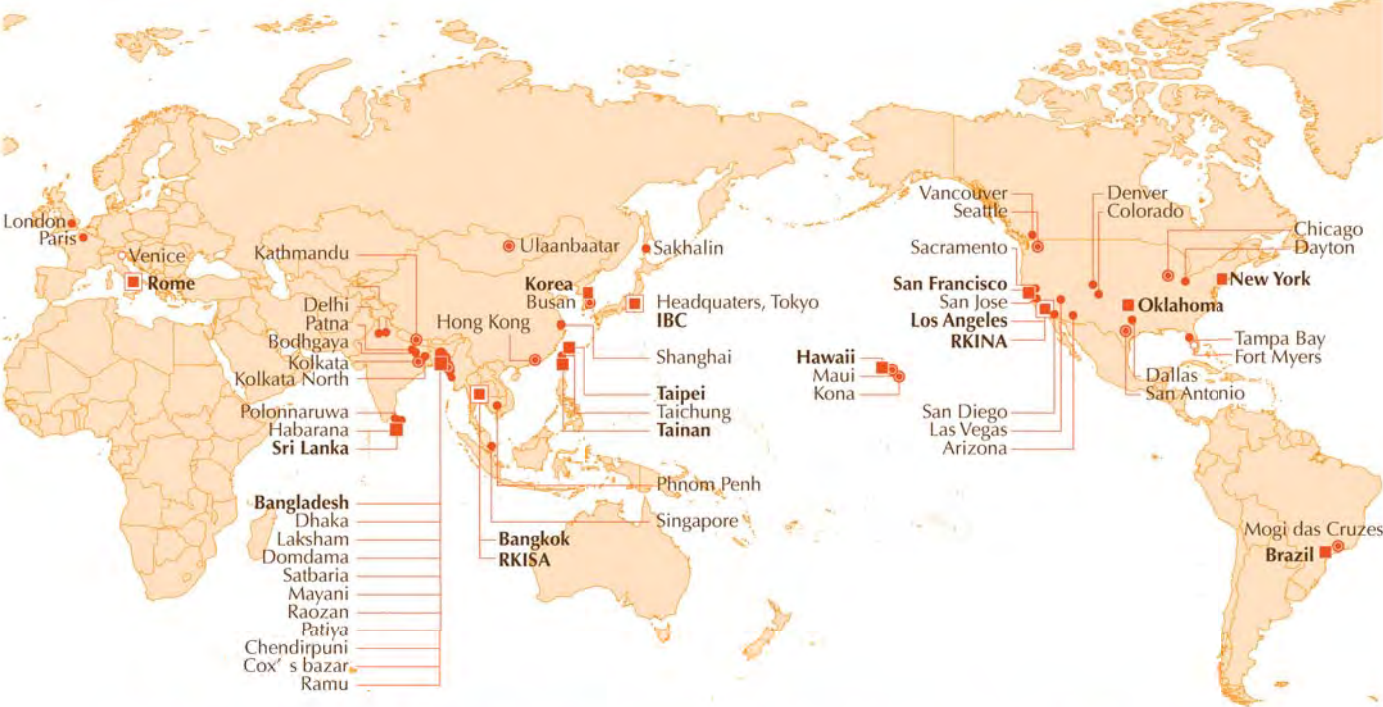 London
Paris
Venice
Rome
Kathmandu
Delhi
Patna
Bodhgaya
Kolkata
Kolkata North
Polonnaruwa
Habarana
Sri Lanka
Bangladesh
Dhaka
Laksham
Domdama
Satbaria
Mayani
Raozan
Patiya
Chendirpuni
Cox’ s bazar
Ramu
Ulaanbaatar
Sakhalin
Korea
Busan
Headquaters, Tokyo
IBC
Hong Kong
Shanghai
Taipei
Taichung
Tainan
Phnom Penh
Singapore
Bangkok
RKISA
Hawaii
Maui
Kona
Vancouver
Seattle
Sacramento
San Francisco
San Jose
Los Angeles
RKINA
San Diego
Las Vegas
Arizona
Denver
Colorado
Chicago
Dayton
New York
Oklahoma
Tampa Bay
Fort Myers
Dallas
San Antonio
Mogi das Cruzes
Brazil